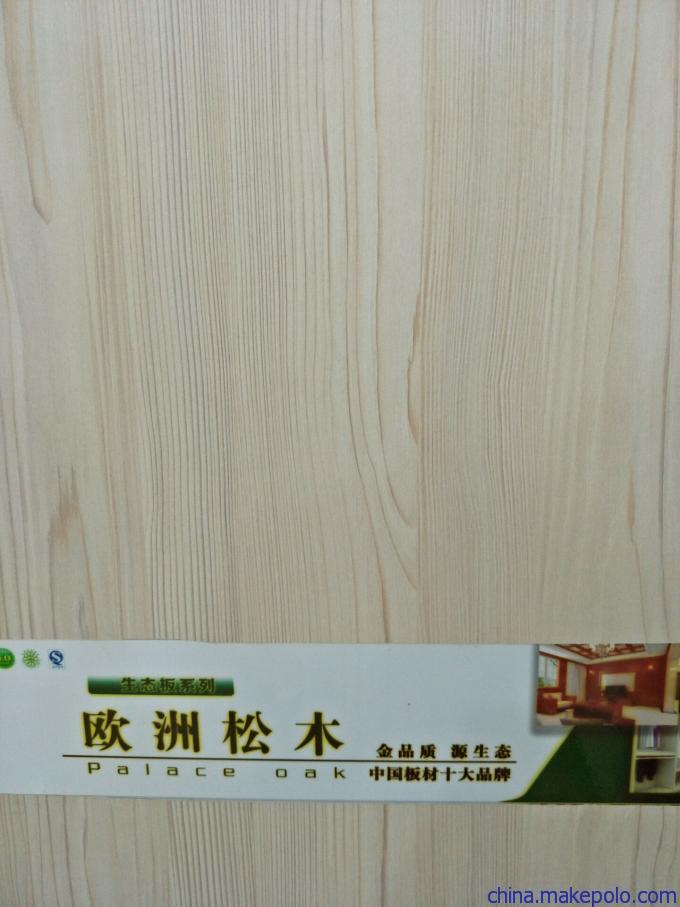 生态板系列
欧洲松木
金品质 源生态
Palace oak
中国板材十大品牌
china.makepolo.com